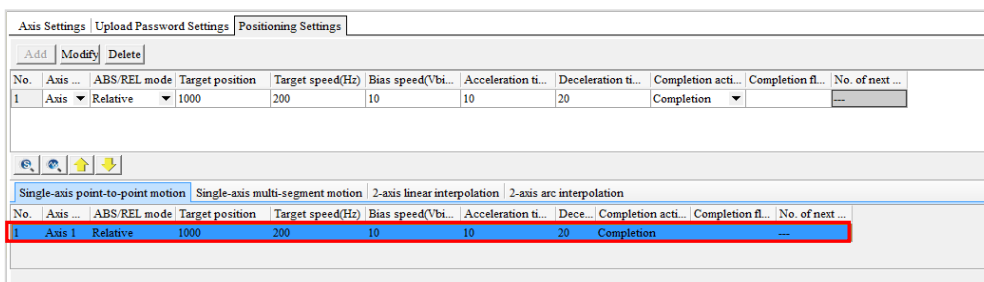 Axis Settings Upload Password Settings Positioning Settings
Add Modify Delete
No. Axis ... ABS/REL mode Target position Target speed(Hz) Bias speed(Vbi... Acceleration ti... Deceleration ti... Completion acti... Completion fl... No. of next ...
1 Axis Relative 1000 200 10 10 20 Completion ---
Single-axis point-to-point motion Single-axis multi-segment motion 2-axis linear interpolation 2-axis arc interpolation
No. Axis ... ABS/REL mode Target position Target speed(Hz) Bias speed(Vbi... Acceleration ti... Dece... Completion acti... Completion fl... No. of next ...
1 Axis 1 Relative 1000 200 10 10 20 Completion ---